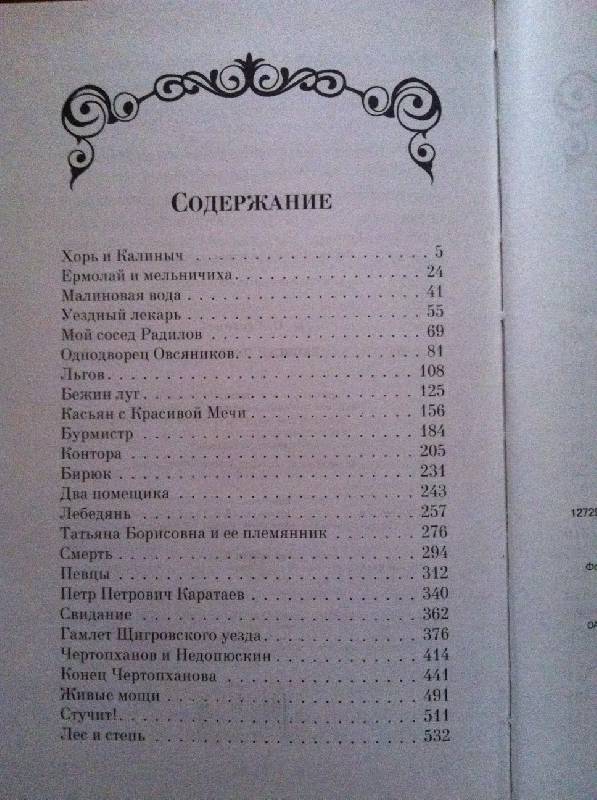 Содержание
Хорь и Калиныч . . . . . . . . . . . . . . . . . . . 5
Ермолай и мельничиха. . . . . . . . . . . . . . . . 24
Малиновая вода . . . . . . . . . . . . . . . . . . . 41
Уездный лекарь . . . . . . . . . . . . . . . . . . . 55
Мой сосед Радилов . . . . . . . . . . . . . . . . . 69
Однодворец Овсяников. . . . . . . . . . . . . . . . 81
Льгов. . . . . . . . . . . . . . . . . . . . . . . . 108
Бежин луг. . . . . . . . . . . . . . . . . . . . . . 125
Касьян с Красивой Мечи . . . . . . . . . . . . . . . 156
Бурмистр . . . . . . . . . . . . . . . . . . . . . . 184
Контора . . . . . . . . . . . . . . . . . . . . . . 205
Бирюк . . . . . . . . . . . . . . . . . . . . . . . 231
Два помещика . . . . . . . . . . . . . . . . . . . . 243
Лебедянь . . . . . . . . . . . . . . . . . . . . . . 257
Татьяна Борисовна и ее племянник . . . . . . . 276
Смерть . . . . . . . . . . . . . . . . . . . . . . . 294
Певцы . . . . . . . . . . . . . . . . . . . . . . . 312
Петр Петрович Каратаев . . . . . . . . . . . . . . . 340
Свидание . . . . . . . . . . . . . . . . . . . . . . 362
Гамлет Щигровского уезда. . . . . . . . . . . . . . 376
Чертопханов и Недопюскин . . . . . . . . . . . . . 414
Конец Чертопханова . . . . . . . . . . . . . . . . . 441
Живые мощи . . . . . . . . . . . . . . . . . . . . . 491
Стучит!. . . . . . . . . . . . . . . . . . . . . . . 511
Лес и степь . . . . . . . . . . . . . . . . . . . . 532